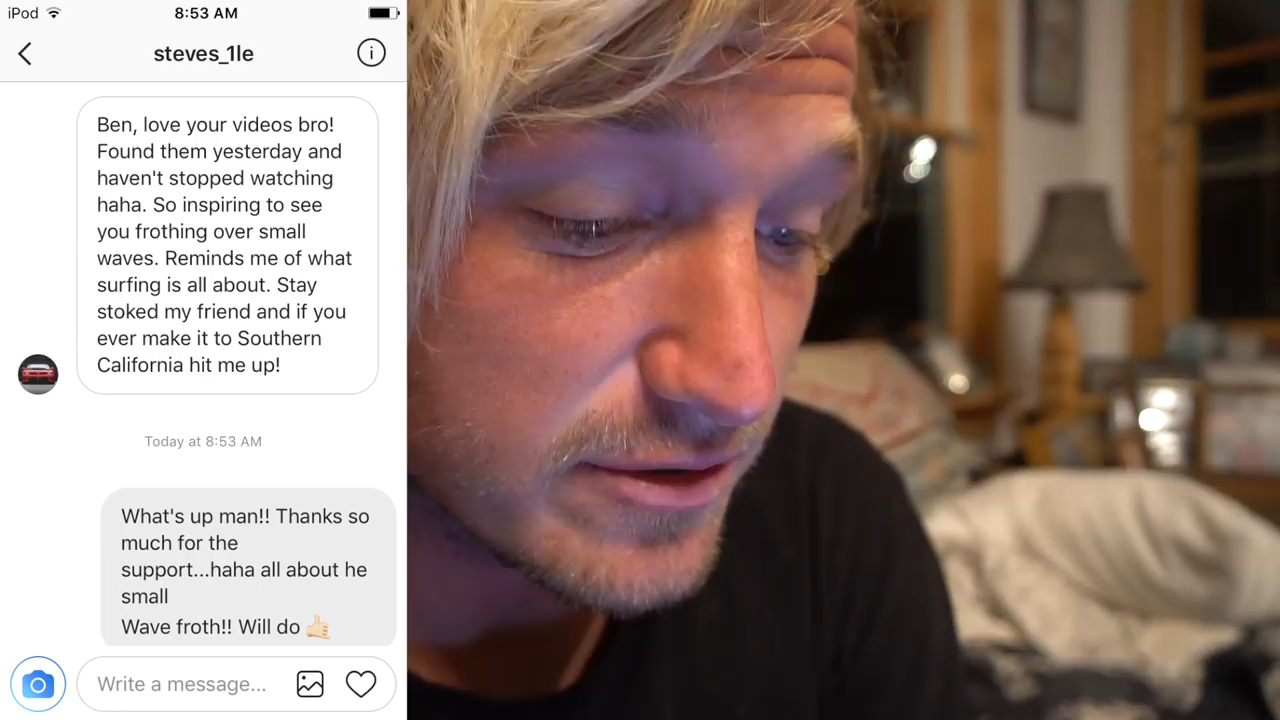 iPod 8:53 AM
steves_1le
Ben, love your videos bro!
Found them yesterday and
haven't stopped watching
haha. So inspiring to see
you frothing over small
waves. Reminds me of what
surfing is all about. Stay
stoked my friend and if you
ever make it to Southern
California hit me up!
Today at 8:53 AM
What's up man!! Thanks so
much for the
support...haha all about he
small
Wave froth!! Will do 🤙🏻
Write a message...